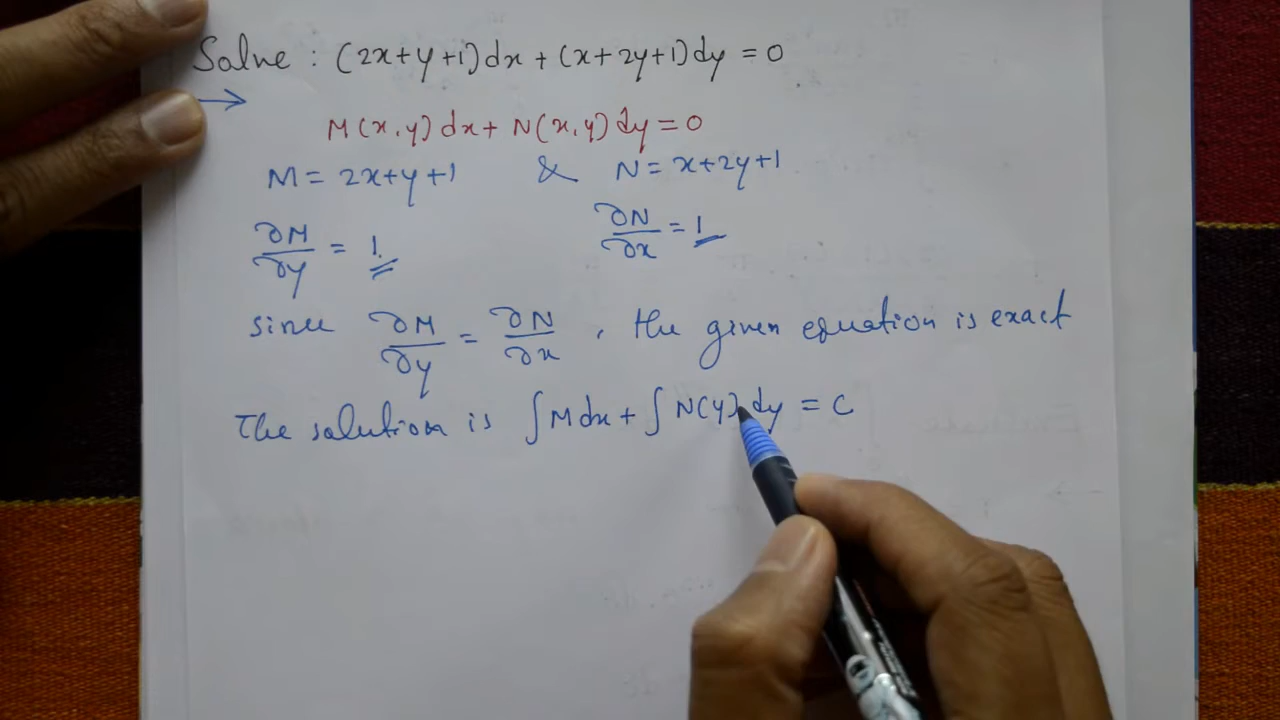 Solve : (2x+y+1)dx + (x+2y+1)dy = 0
→
M(x,y) dx + N(x,y) dy = 0
M = 2x+y+1 & N = x+2y+1
∂M/∂y = 1 ∂N/∂x = 1
since ∂M/∂y = ∂N/∂x , the given equation is exact
The solution is ∫Mdx + ∫N(y)dy = C